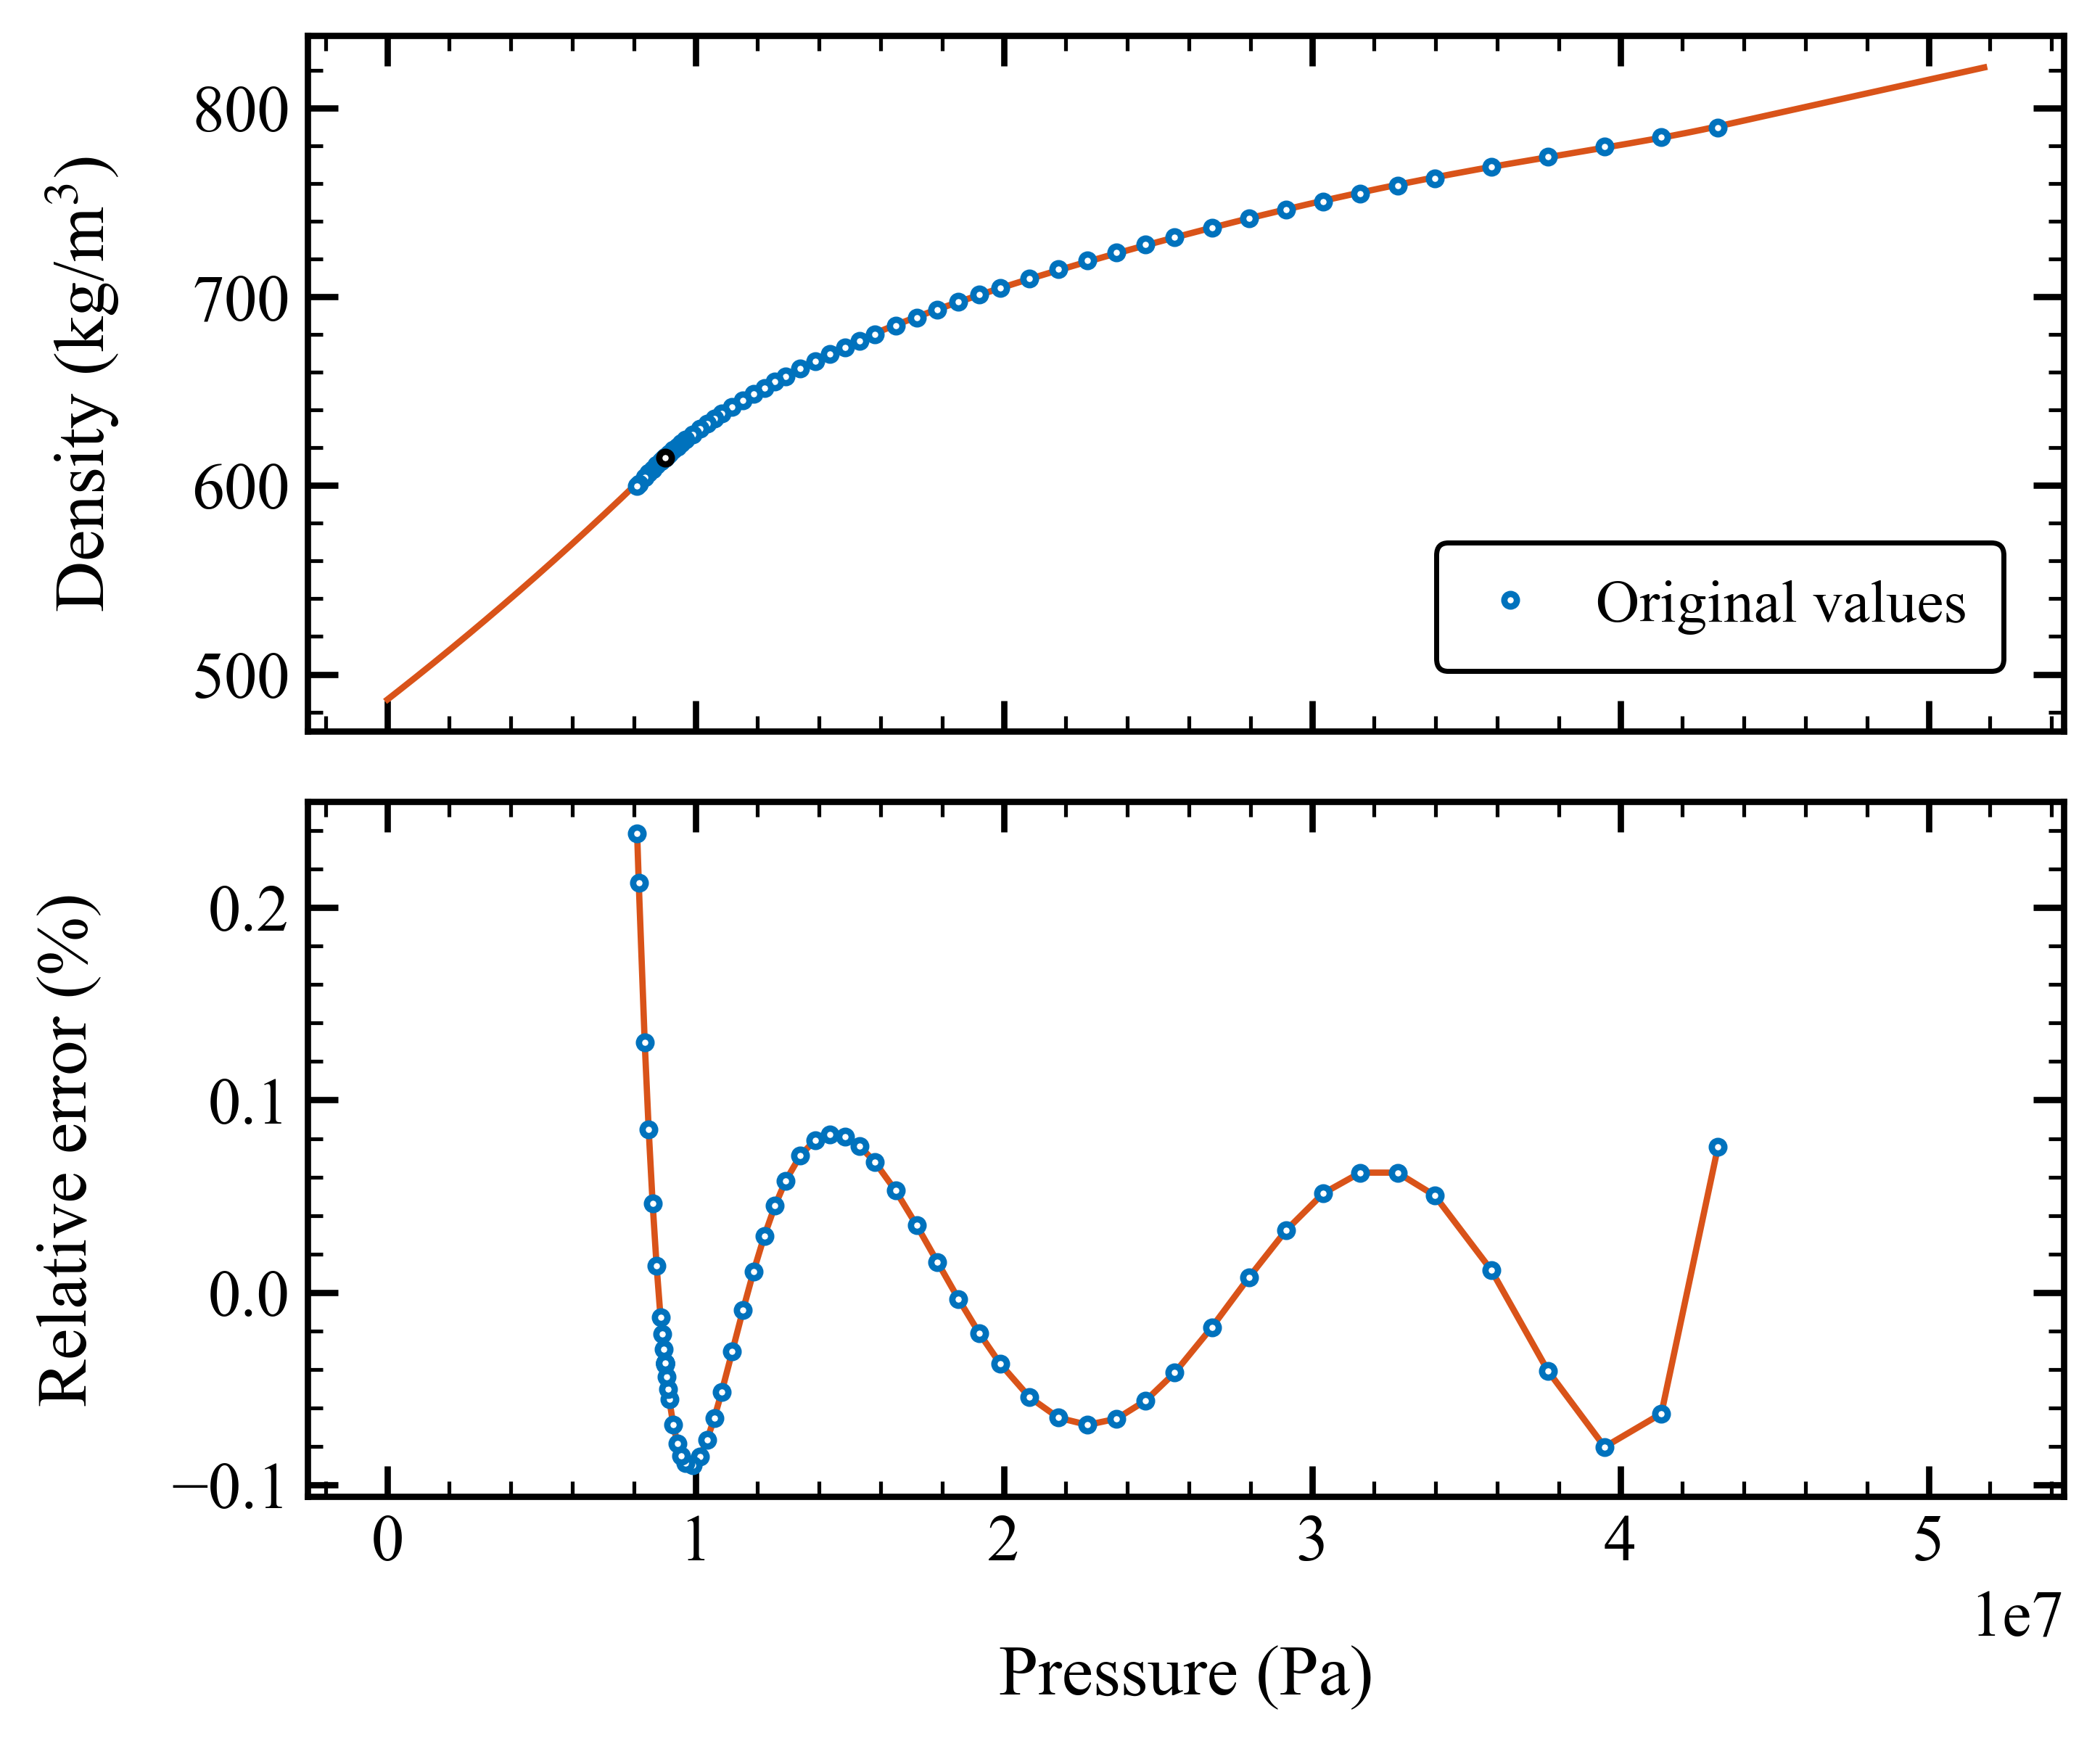 Density (kg/m³)
800
700
600
500
Original values
Relative error (%)
0.2
0.1
0.0
−0.1
0 1 2 3 4 5
1e7
Pressure (Pa)